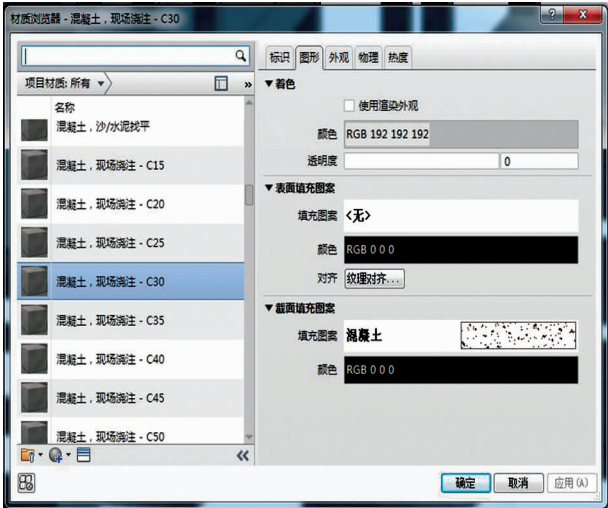 材质浏览器 - 混凝土，现场浇注 - C30
项目材质: 所有
名称
混凝土，沙/水泥找平
混凝土，现场浇注 - C15
混凝土，现场浇注 - C20
混凝土，现场浇注 - C25
混凝土，现场浇注 - C30
混凝土，现场浇注 - C35
混凝土，现场浇注 - C40
混凝土，现场浇注 - C45
混凝土，现场浇注 - C50
标识 图形 外观 物理 热度
▼着色
使用渲染外观
颜色 RGB 192 192 192
透明度 0
▼表面填充图案
填充图案 <无>
颜色 RGB 0 0 0
对齐 纹理对齐...
▼截面填充图案
填充图案 混凝土
颜色 RGB 0 0 0
确定 取消 应用(A)